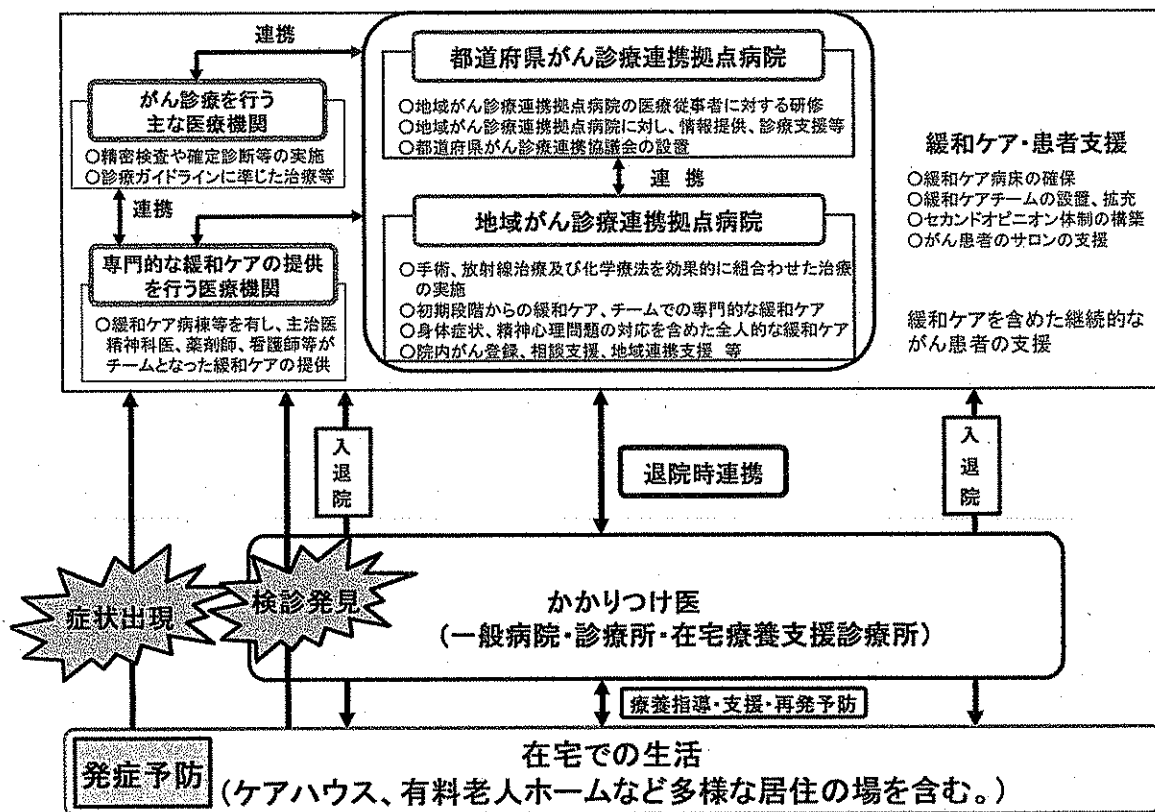 連携
がん診療を行う
主な医療機関
○精密検査や確定診断等の実施
○診療ガイドラインに準じた治療等
連携
専門的な緩和ケアの提供
を行う医療機関
○緩和ケア病棟等を有し、主治医
精神科医、薬剤師、看護師等が
チームとなった緩和ケアの提供
都道府県がん診療連携拠点病院
○地域がん診療連携拠点病院の医療従事者に対する研修
○地域がん診療連携拠点病院に対し、情報提供、診療支援等
○都道府県がん診療連携協議会の設置
連 携
地域がん診療連携拠点病院
○手術、放射線治療及び化学療法を効果的に組合わせた治療
の実施
○初期段階からの緩和ケア、チームでの専門的な緩和ケア
○身体症状、精神心理問題の対応を含めた全人的な緩和ケア
○院内がん登録、相談支援、地域連携支援 等
緩和ケア・患者支援
○緩和ケア病床の確保
○緩和ケアチームの設置、拡充
○セカンドオピニオン体制の構築
○がん患者のサロンの支援
緩和ケアを含めた継続的な
がん患者の支援
入退院
退院時連携
入退院
症状出現
検診発見
かかりつけ医
(一般病院・診療所・在宅療養支援診療所)
療養指導・支援・再発予防
発症予防
在宅での生活
(ケアハウス、有料老人ホームなど多様な居住の場を含む。)